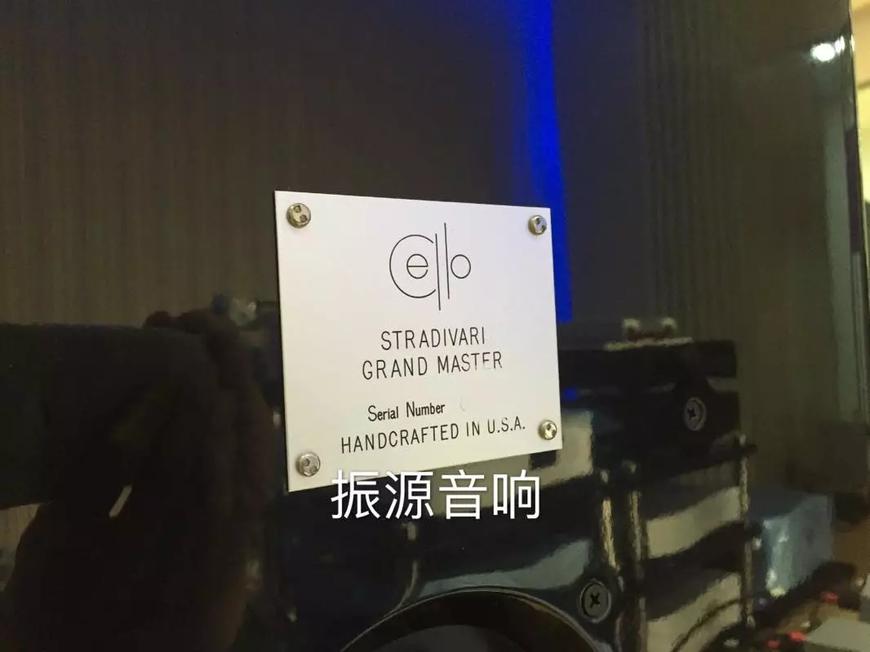 Cello
STRADIVARI
GRAND MASTER
Serial Number
HANDCRAFTED IN U.S.A.
振源音响